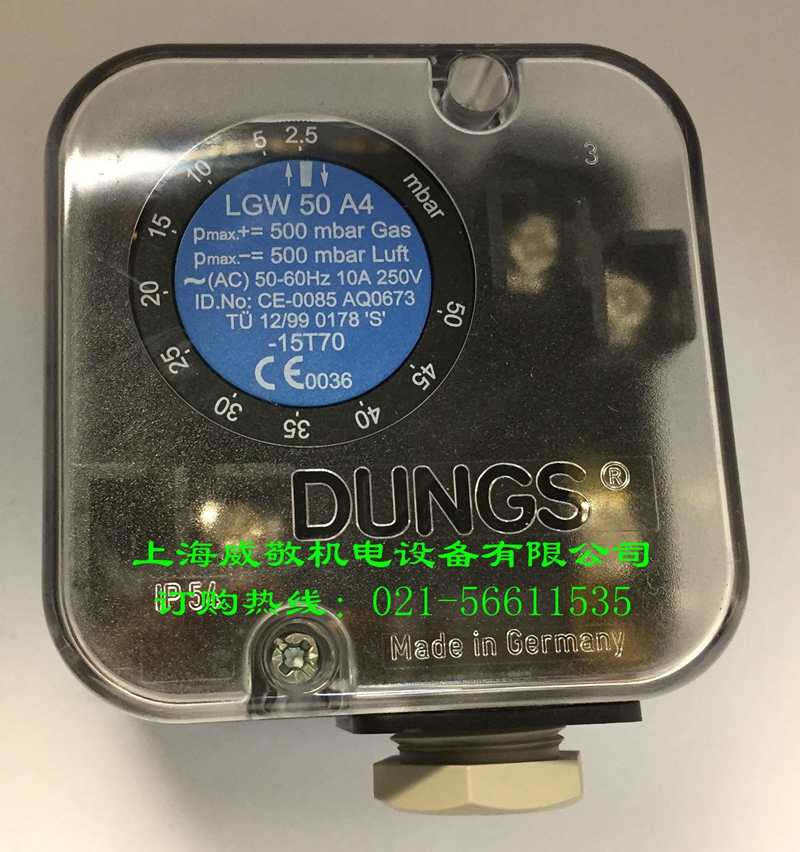 2.5
5
10
15
20
25
30
35
40
45
50
mbar
3
LGW 50 A4
pmax.+= 500 mbar Gas
pmax.-= 500 mbar Luft
~(AC) 50-60Hz 10A 250V
ID.No: CE-0085 AQ0673
TÜ 12/99 0178 'S'
-15T70
CE0036
DUNGS®
上海威敬机电设备有限公司
IP 54
订购热线：021-56611535
Made in Germany